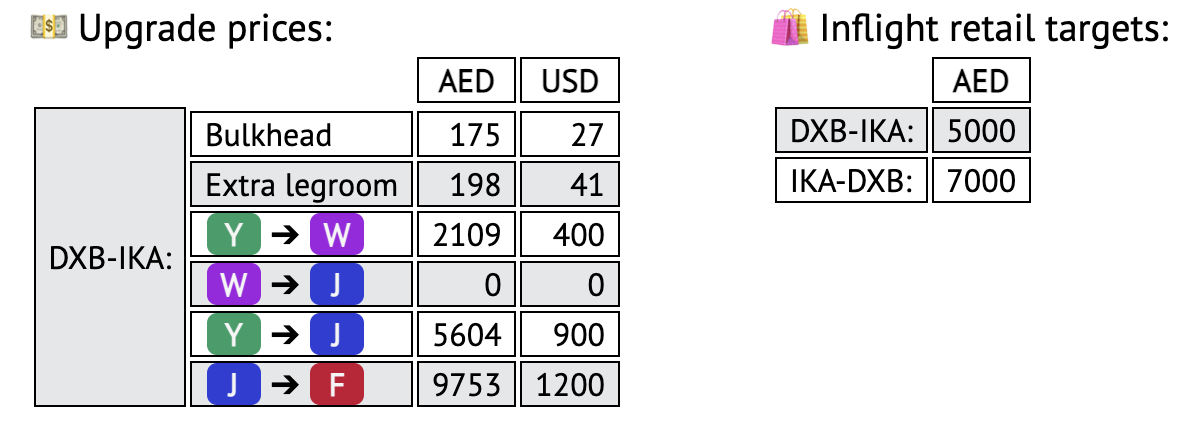 💵 Upgrade prices:
AED USD
DXB-IKA:
Bulkhead 175 27
Extra legroom 198 41
Y ➔ W 2109 400
W ➔ J 0 0
Y ➔ J 5604 900
J ➔ F 9753 1200
🛍️ Inflight retail targets:
AED
DXB-IKA: 5000
IKA-DXB: 7000